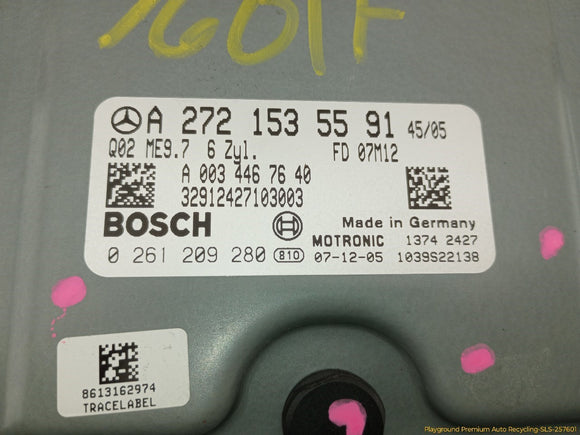 1601F
A 272 153 55 91 45/05
Q02 ME9.7 6 Zyl. FD 07M12
A 003 446 76 40
32912427103003
BOSCH Made in Germany
MOTRONIC 1374 2427
0 261 209 280 810 07-12-05 1039S22138
8613162974
TRACELABEL
Playground Premium Auto Recycling-SLS-257601